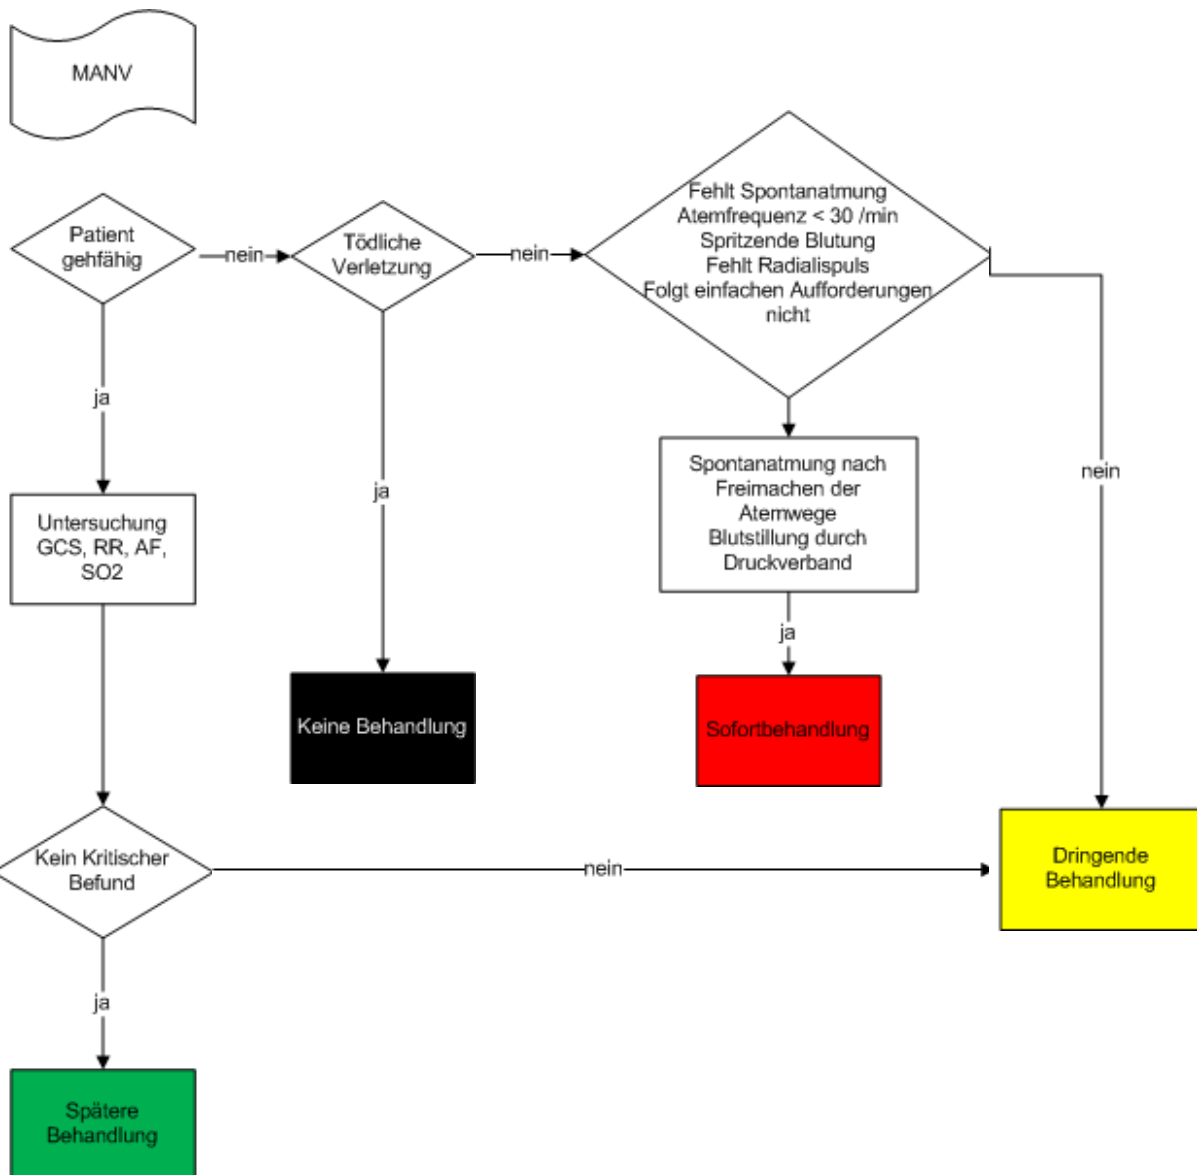 MANV
Patient
gehfähig
nein
Tödliche
Verletzung
nein
Fehlt Spontanatmung
Atemfrequenz < 30 /min
Spritzende Blutung
Fehlt Radialispuls
Folgt einfachen Aufforderungen
nicht
ja
ja
nein
Spontanatmung nach
Freimachen der
Atemwege
Blutstillung durch
Druckverband
Untersuchung
GCS, RR, AF,
SO2
ja
Keine Behandlung
Sofortbehandlung
Kein Kritischer
Befund
nein
Dringende
Behandlung
ja
Spätere
Behandlung